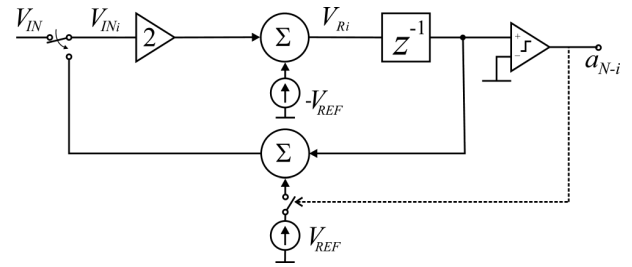 V_IN
V_INi
2
Σ
V_Ri
z^-1
+
−
a_N-i
-V_REF
Σ
V_REF